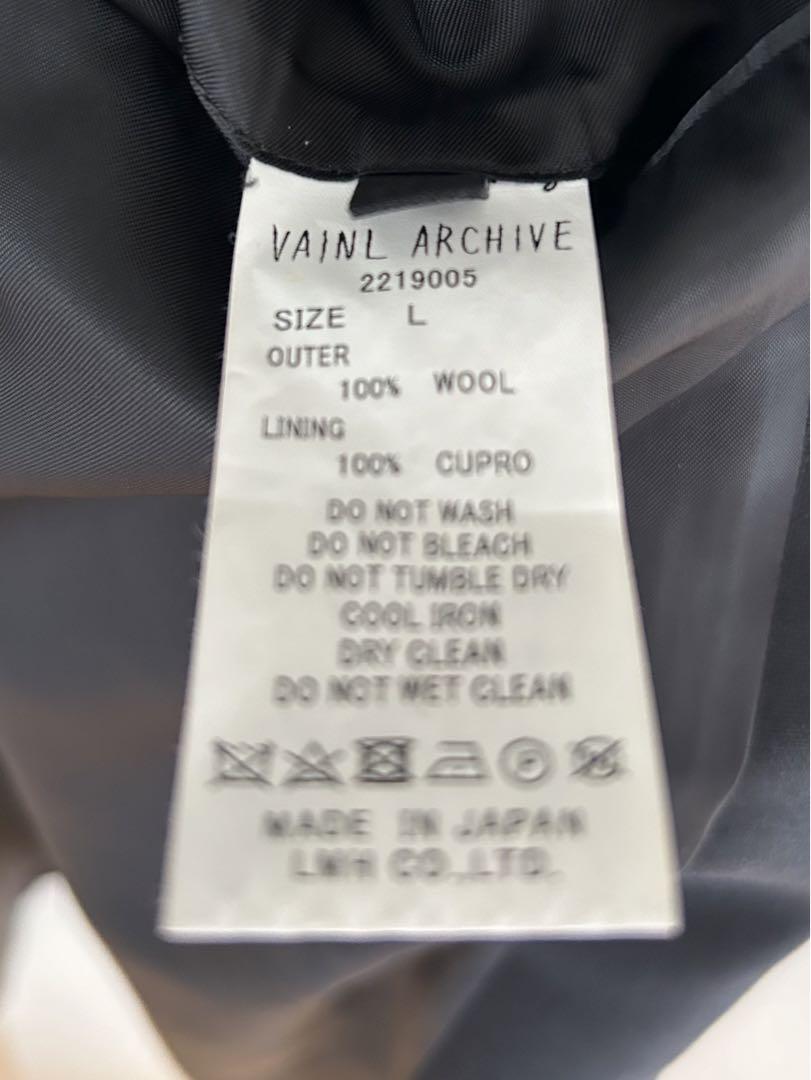 VAINL ARCHIVE
2219005
SIZE L
OUTER
100% WOOL
LINING
100% CUPRO
DO NOT WASH
DO NOT BLEACH
DO NOT TUMBLE DRY
COOL IRON
DRY CLEAN
DO NOT WET CLEAN
MADE IN JAPAN
LMH CO.,LTD.